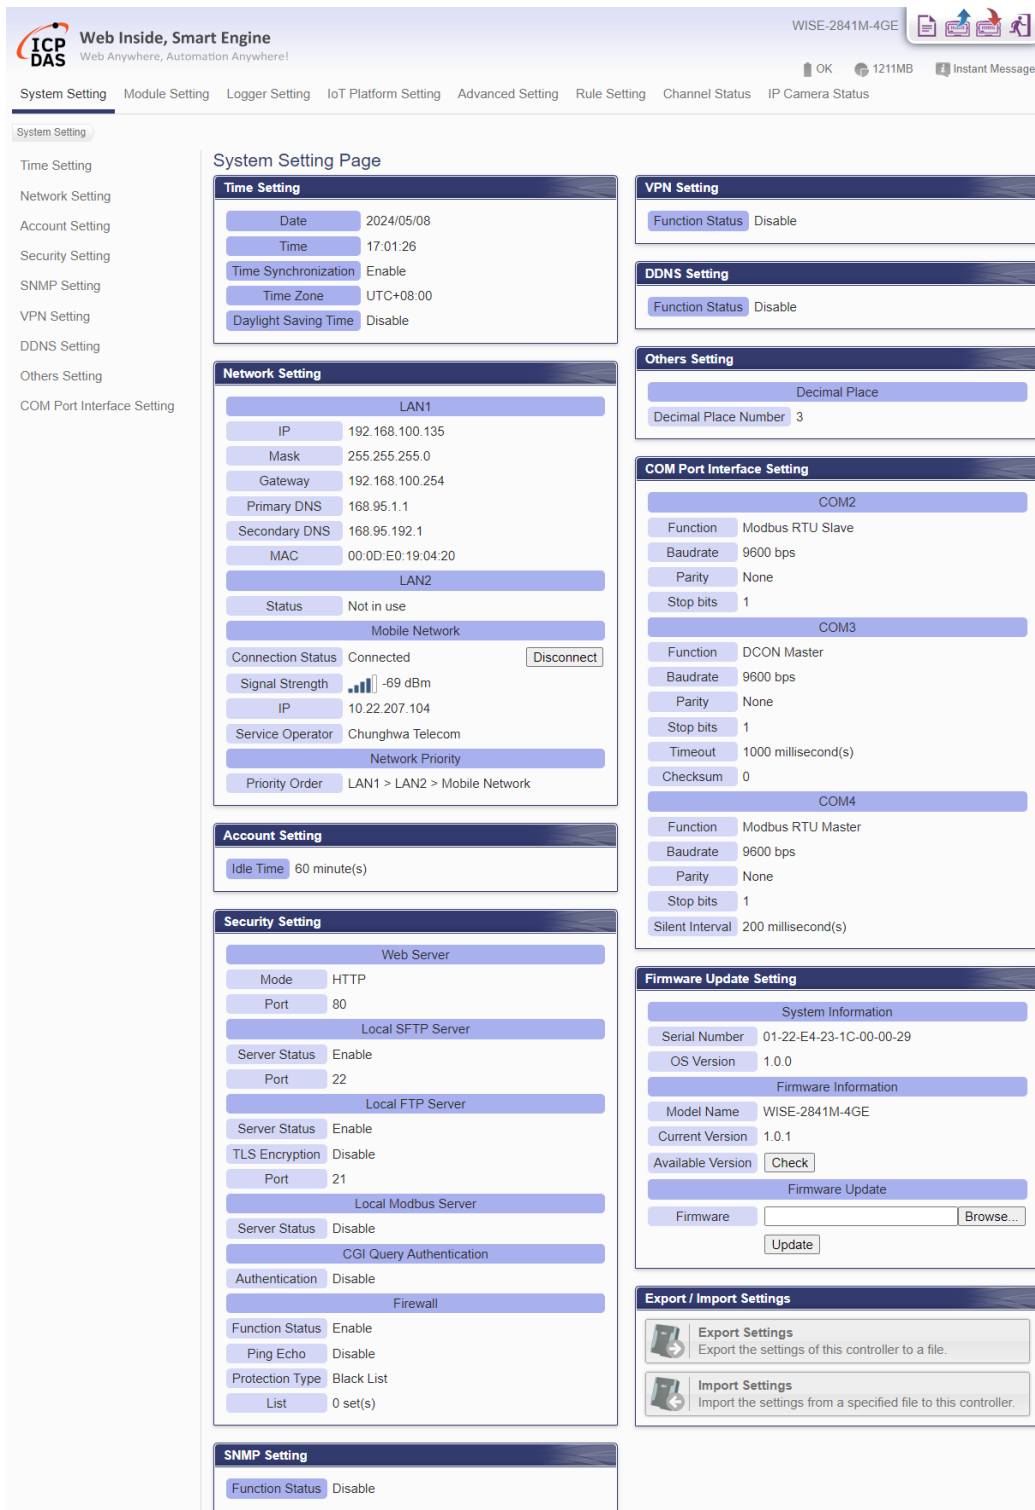 ICP
DAS
Web Inside, Smart Engine
Web Anywhere, Automation Anywhere!
WISE-2841M-4GE
OK
1211MB
Instant Message
System Setting
Module Setting
Logger Setting
IoT Platform Setting
Advanced Setting
Rule Setting
Channel Status
IP Camera Status
System Setting
Time Setting
Network Setting
Account Setting
Security Setting
SNMP Setting
VPN Setting
DDNS Setting
Others Setting
COM Port Interface Setting
System Setting Page
Time Setting
Date 2024/05/08
Time 17:01:26
Time Synchronization Enable
Time Zone UTC+08:00
Daylight Saving Time Disable
Network Setting
LAN1
IP 192.168.100.135
Mask 255.255.255.0
Gateway 192.168.100.254
Primary DNS 168.95.1.1
Secondary DNS 168.95.192.1
MAC 00:0D:E0:19:04:20
LAN2
Status Not in use
Mobile Network
Connection Status Connected Disconnect
Signal Strength -69 dBm
IP 10.22.207.104
Service Operator Chunghwa Telecom
Network Priority
Priority Order LAN1 > LAN2 > Mobile Network
Account Setting
Idle Time 60 minute(s)
Security Setting
Web Server
Mode HTTP
Port 80
Local SFTP Server
Server Status Enable
Port 22
Local FTP Server
Server Status Enable
TLS Encryption Disable
Port 21
Local Modbus Server
Server Status Disable
CGI Query Authentication
Authentication Disable
Firewall
Function Status Enable
Ping Echo Disable
Protection Type Black List
List 0 set(s)
SNMP Setting
Function Status Disable
VPN Setting
Function Status Disable
DDNS Setting
Function Status Disable
Others Setting
Decimal Place
Decimal Place Number 3
COM Port Interface Setting
COM2
Function Modbus RTU Slave
Baudrate 9600 bps
Parity None
Stop bits 1
COM3
Function DCON Master
Baudrate 9600 bps
Parity None
Stop bits 1
Timeout 1000 millisecond(s)
Checksum 0
COM4
Function Modbus RTU Master
Baudrate 9600 bps
Parity None
Stop bits 1
Silent Interval 200 millisecond(s)
Firmware Update Setting
System Information
Serial Number 01-22-E4-23-1C-00-00-29
OS Version 1.0.0
Firmware Information
Model Name WISE-2841M-4GE
Current Version 1.0.1
Available Version Check
Firmware Update
Firmware Browse...
Update
Export / Import Settings
Export Settings
Export the settings of this controller to a file.
Import Settings
Import the settings from a specified file to this controller.